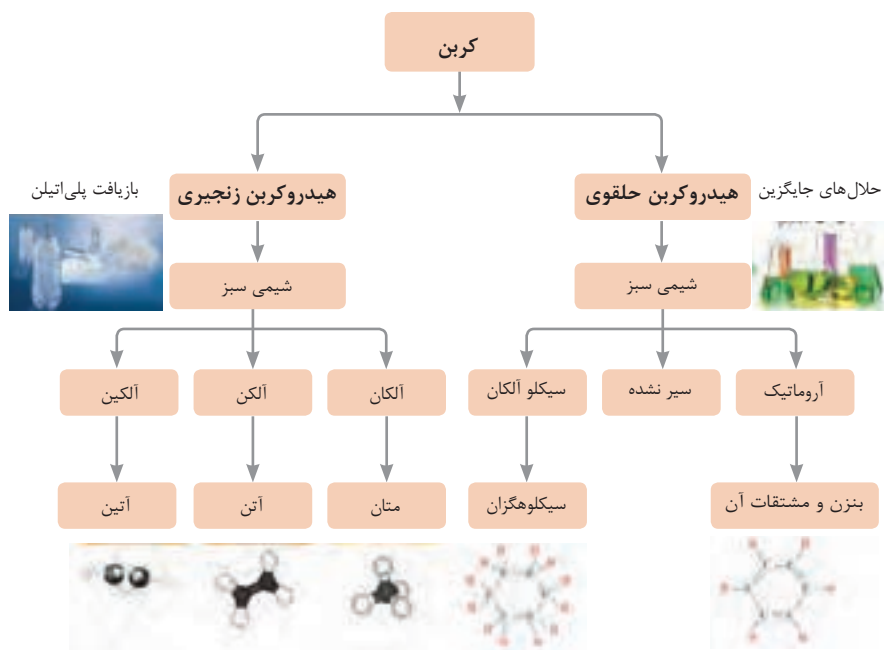 کربن
هیدروکربن حلقوی
هیدروکربن زنجیری
حلال‌های جایگزین
بازیافت پلی‌اتیلن
شیمی سبز
شیمی سبز
آروماتیک
سیر نشده
سیکلو آلکان
آلکان
آلکن
آلکین
بنزن و مشتقات آن
سیکلوهگزان
متان
آتن
آتین